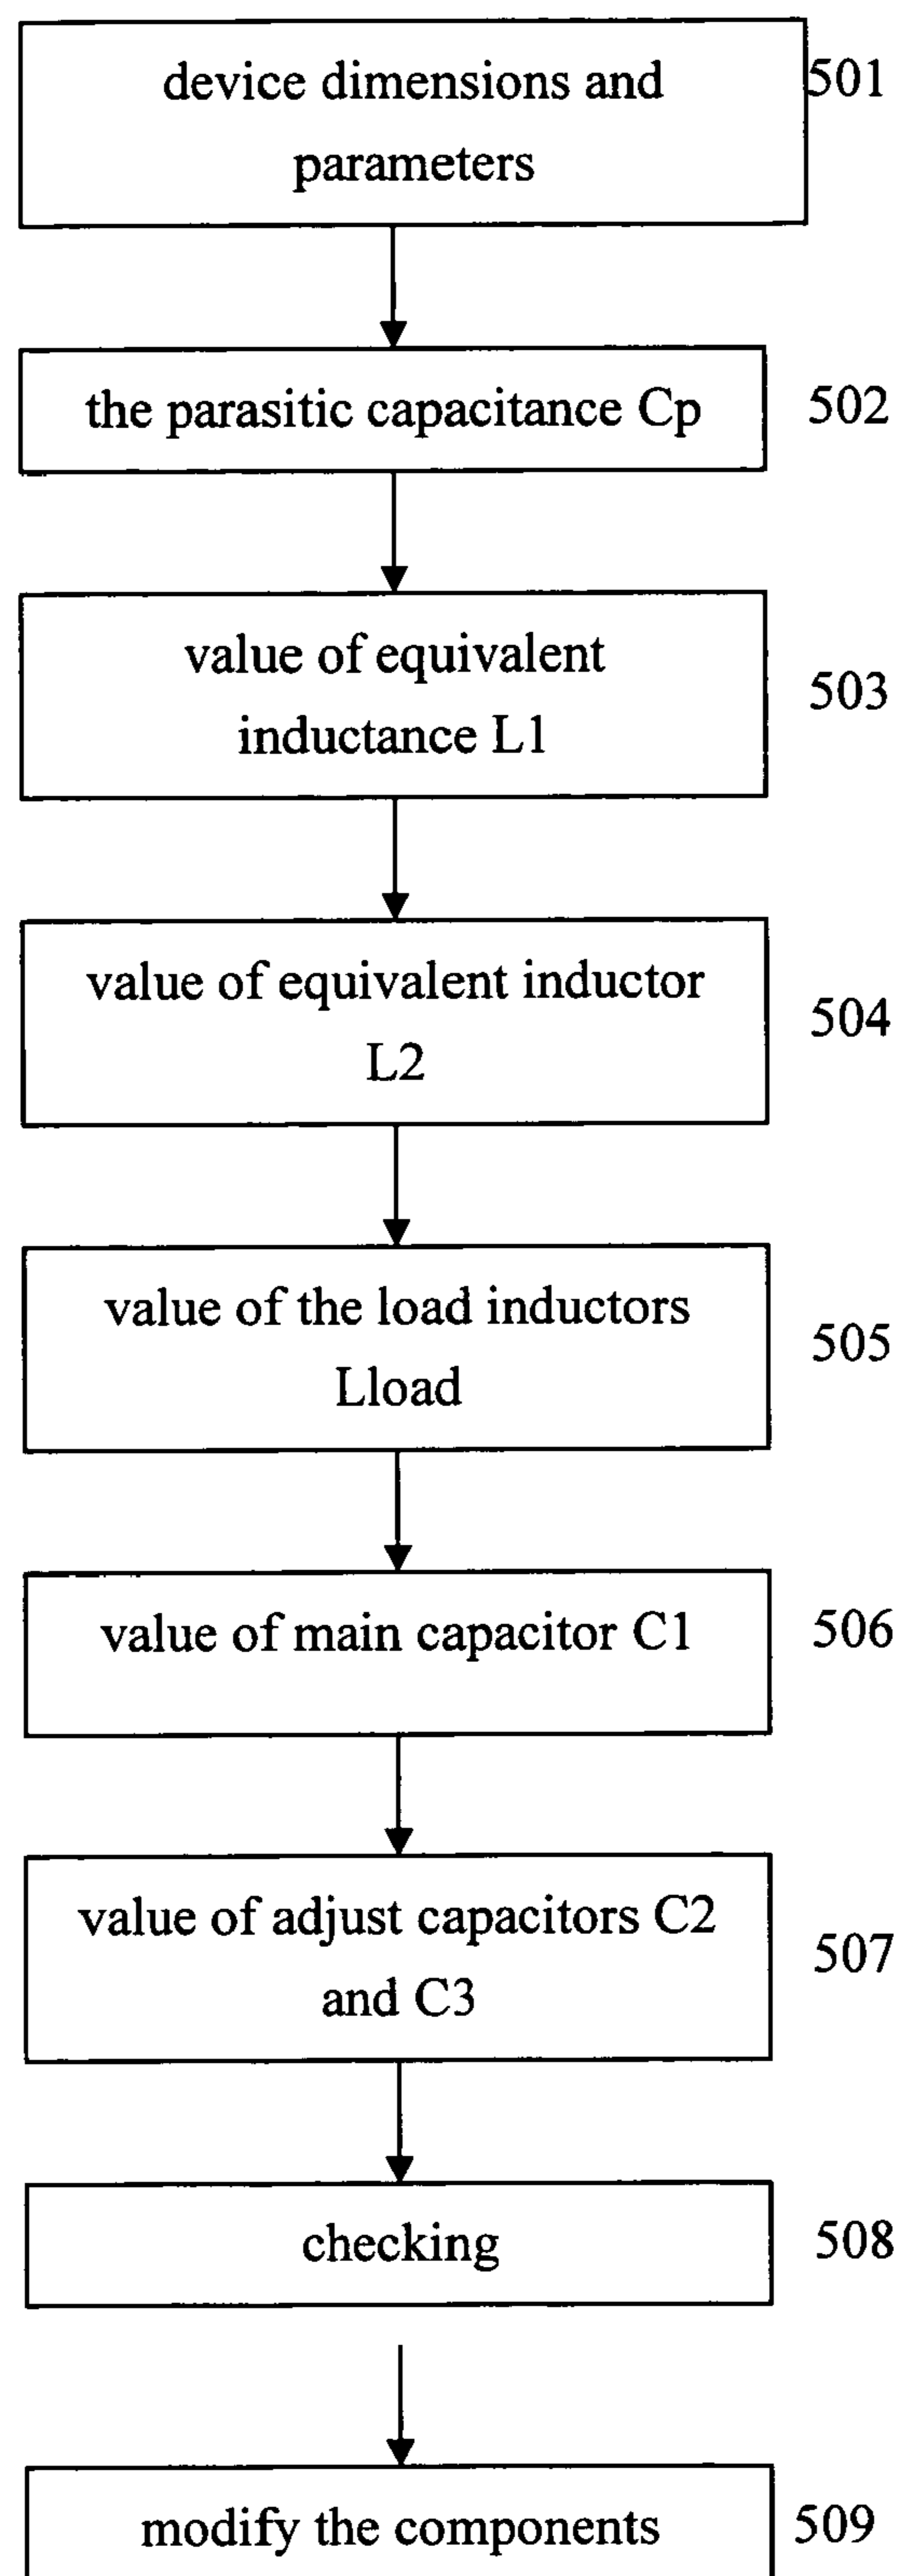 device dimensions and
501
parameters
the parasitic capacitance Cp
502
value of equivalent
inductance L1
503
value of equivalent inductor
L2
504
value of the load inductors
Lload
505
value of main capacitor C1
506
value of adjust capacitors C2
and C3
507
checking
508
modify the components
509